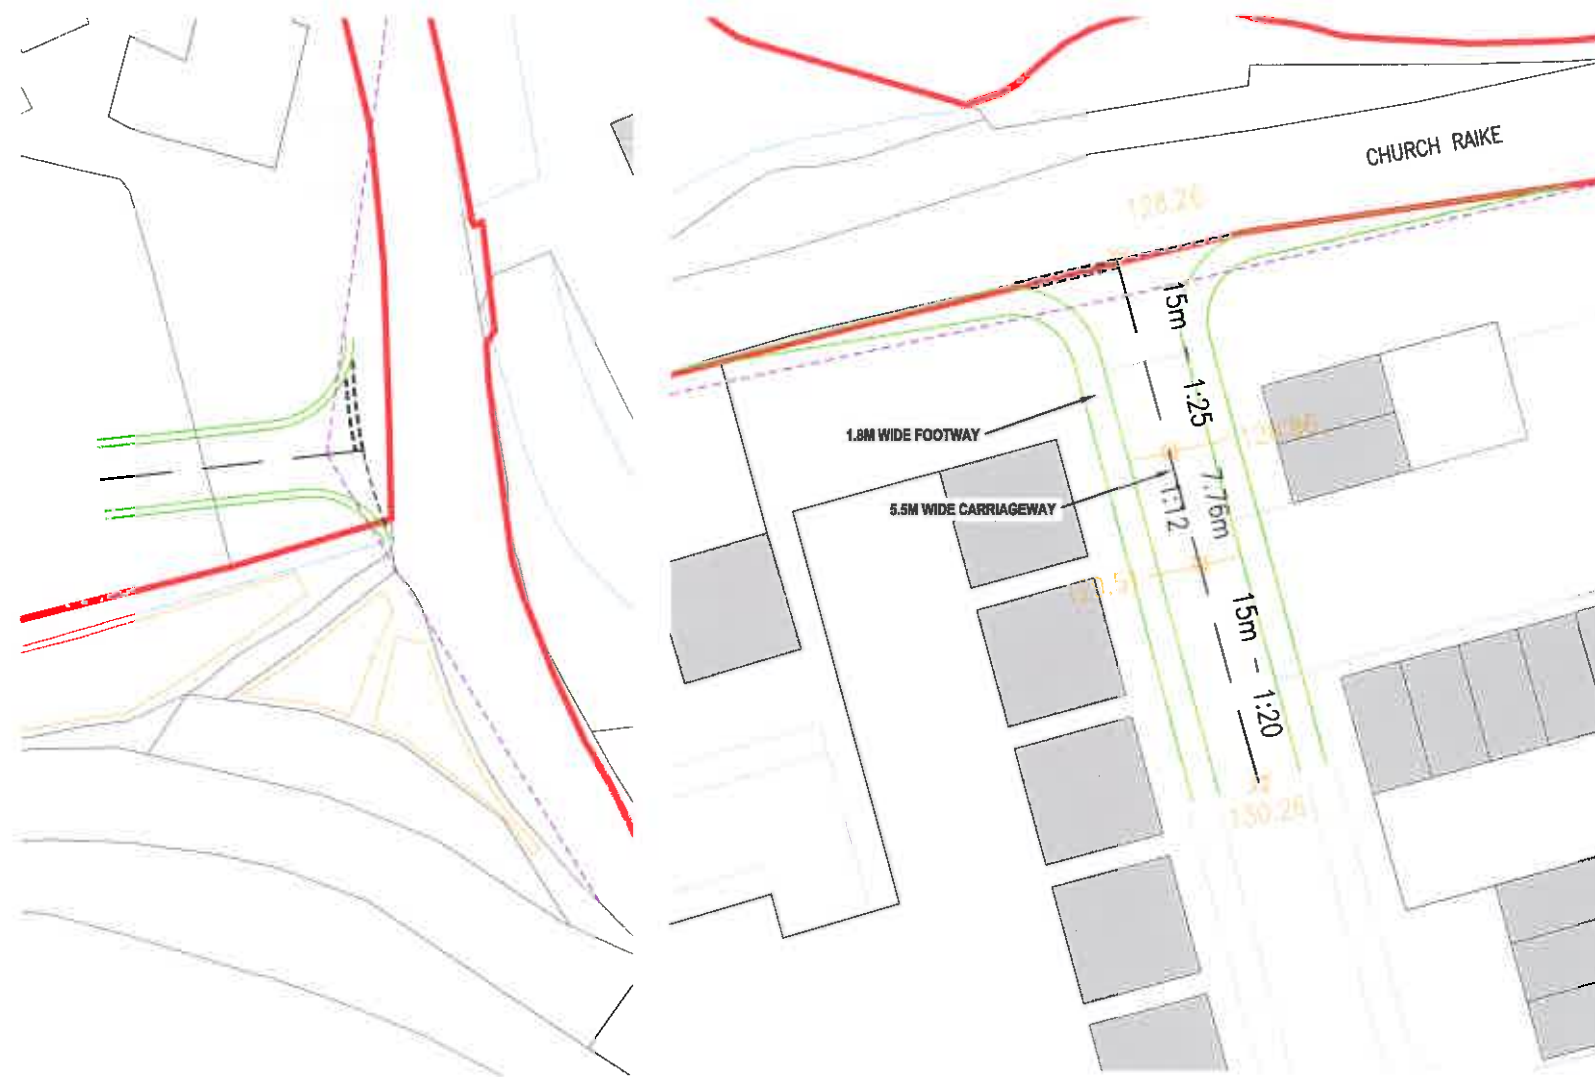 CHURCH RAIKE
128.26
15m - 1:25
1.8M WIDE FOOTWAY
5.5M WIDE CARRIAGEWAY
7.76m
1:12
15m - 1:20
130.26